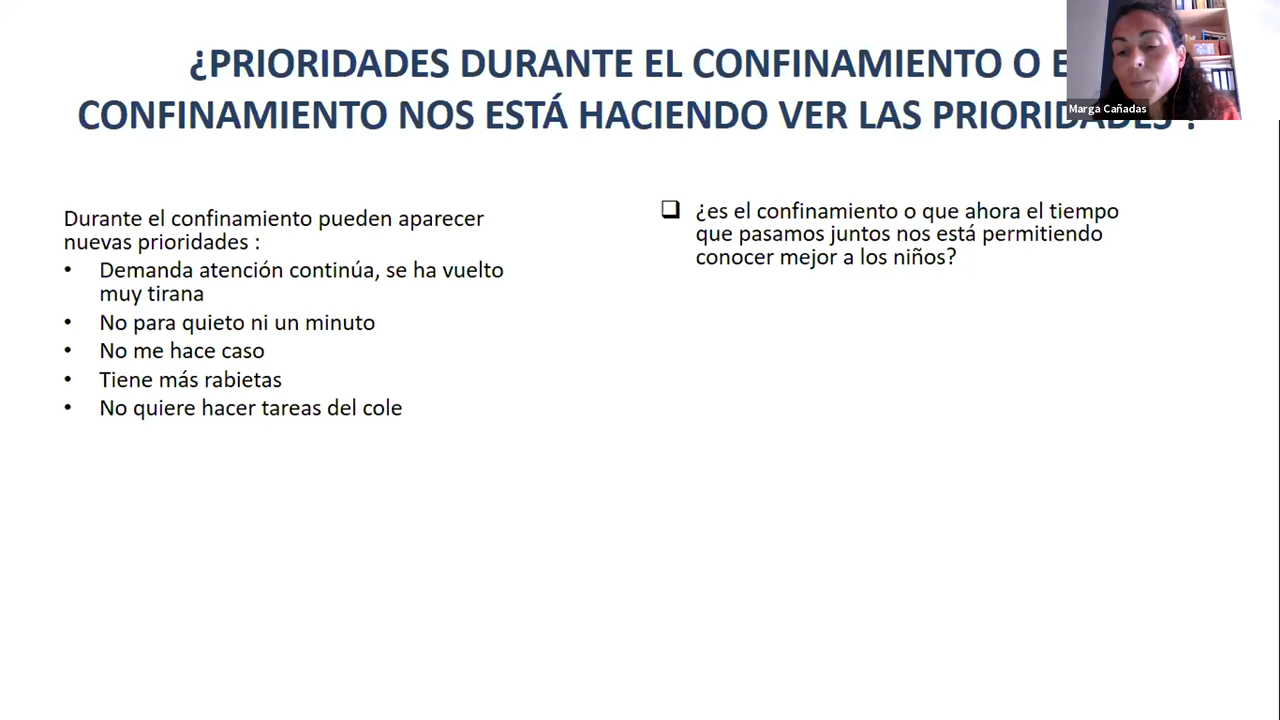 ¿PRIORIDADES DURANTE EL CONFINAMIENTO O
CONFINAMIENTO NOS ESTÁ HACIENDO VER LAS PRIORIDADES ?
Marga Cañadas
Durante el confinamiento pueden aparecer
nuevas prioridades :
• Demanda atención continúa, se ha vuelto
muy tirana
• No para quieto ni un minuto
• No me hace caso
• Tiene más rabietas
• No quiere hacer tareas del cole
❑ ¿es el confinamiento o que ahora el tiempo
que pasamos juntos nos está permitiendo
conocer mejor a los niños?